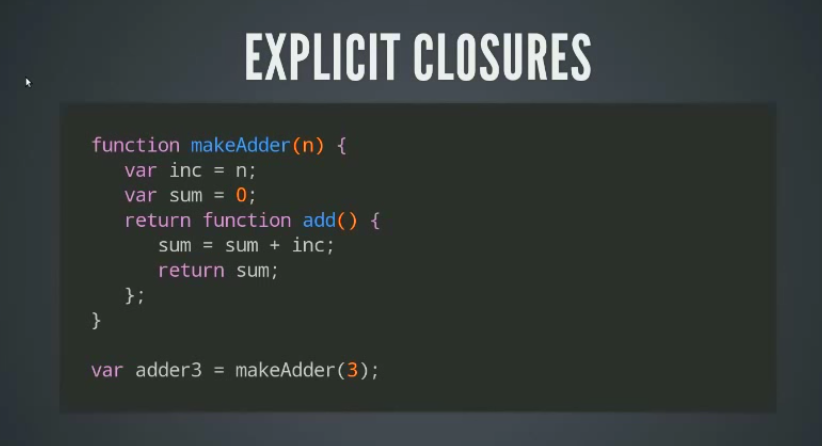 EXPLICIT CLOSURES
function makeAdder(n) {
   var inc = n;
   var sum = 0;
   return function add() {
      sum = sum + inc;
      return sum;
   };
}
var adder3 = makeAdder(3);